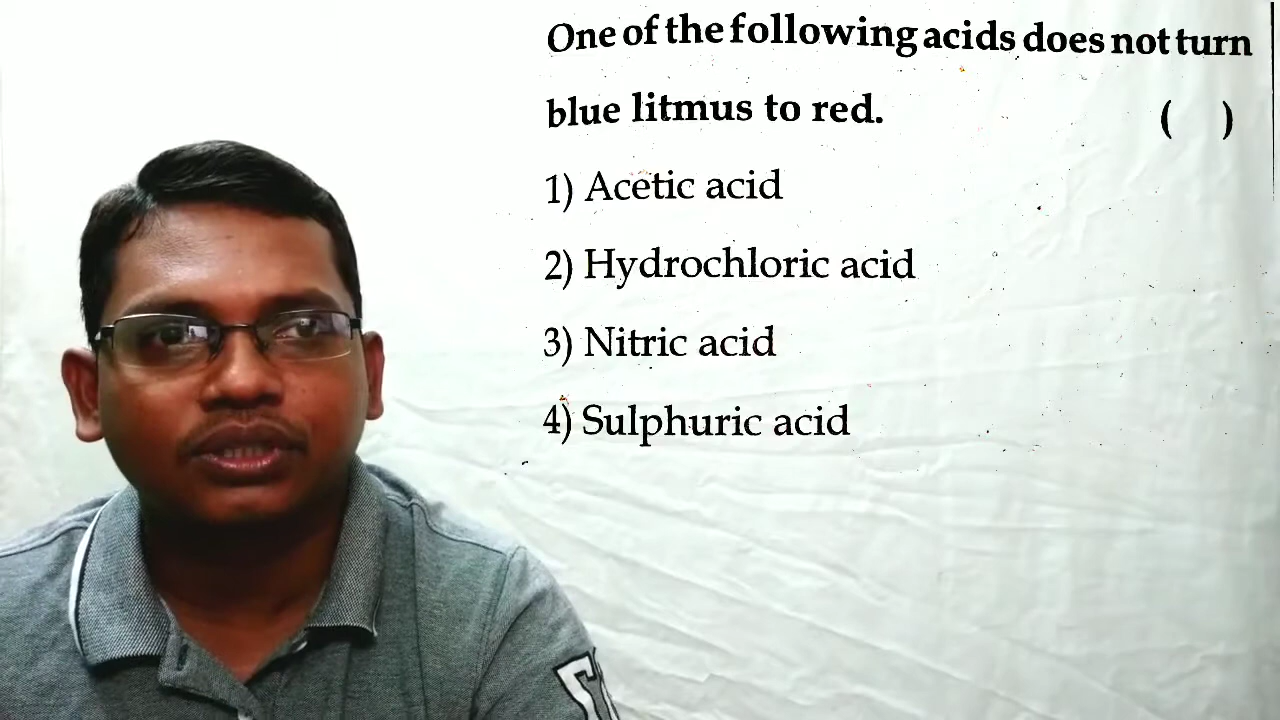 One of the following acids does not turn
blue litmus to red. ( )
1) Acetic acid
2) Hydrochloric acid
3) Nitric acid
4) Sulphuric acid